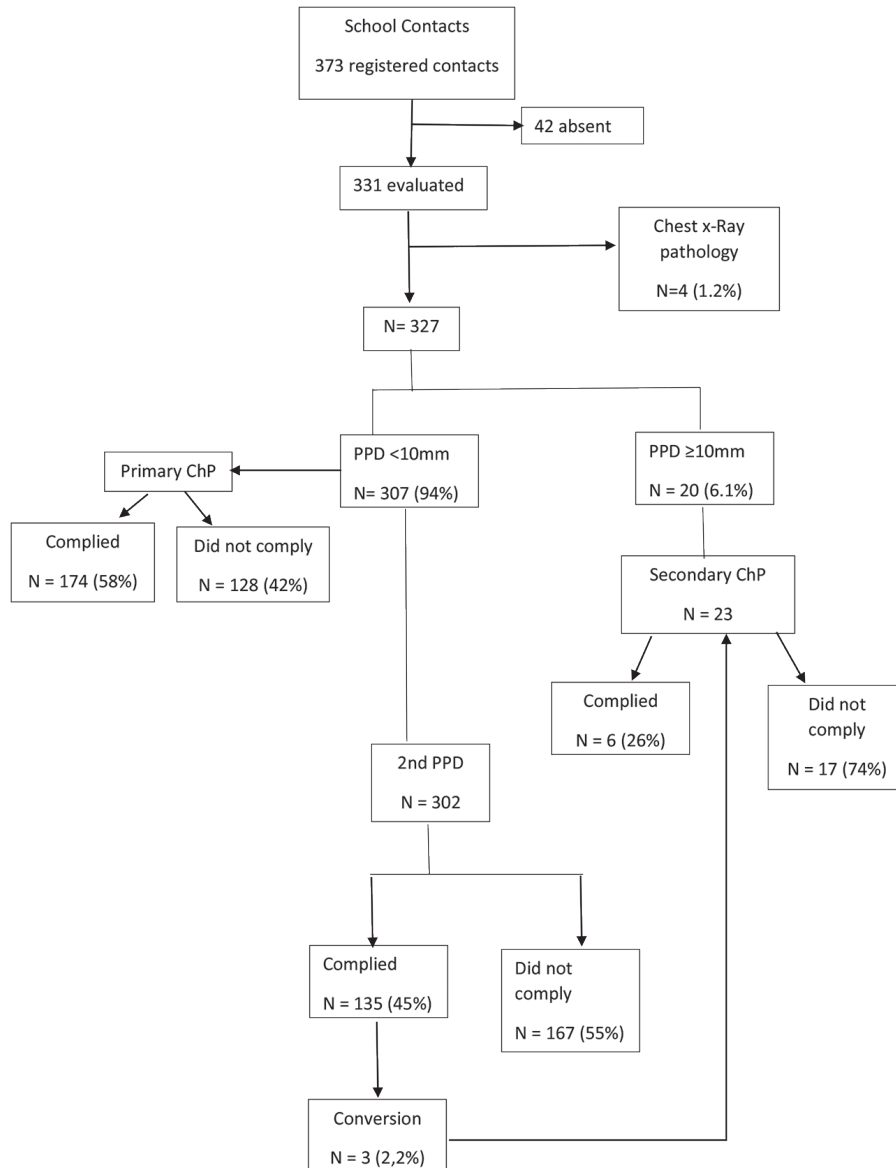 School Contacts
373 registered contacts
42 absent
331 evaluated
Chest x-Ray
pathology
N=4 (1.2%)
N= 327
PPD <10mm
N= 307 (94%)
PPD ≥10mm
N = 20 (6.1%)
Primary ChP
Complied
N = 174 (58%)
Did not comply
N = 128 (42%)
Secondary ChP
N = 23
Complied
N = 6 (26%)
Did not
comply
N = 17 (74%)
2nd PPD
N = 302
Complied
N = 135 (45%)
Did not
comply
N = 167 (55%)
Conversion
N = 3 (2,2%)